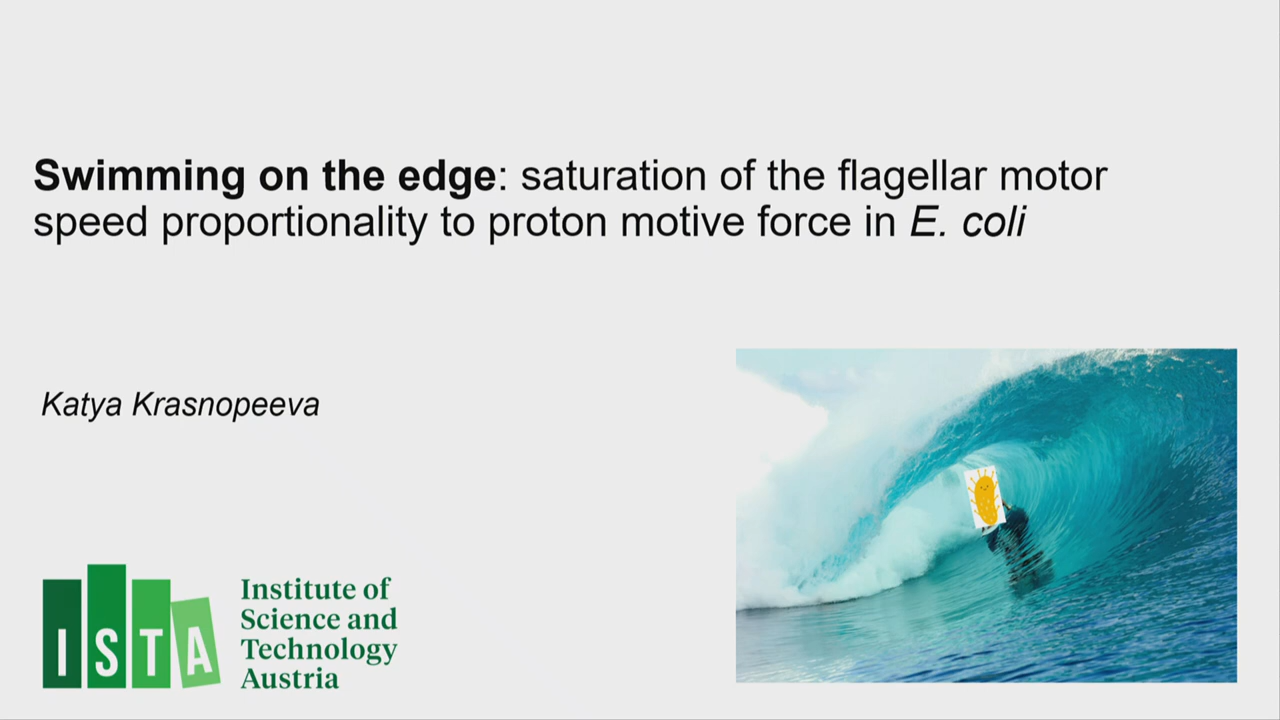 Swimming on the edge: saturation of the flagellar motor
speed proportionality to proton motive force in E. coli
Katya Krasnopeeva
ISTA
Institute of
Science and
Technology
Austria